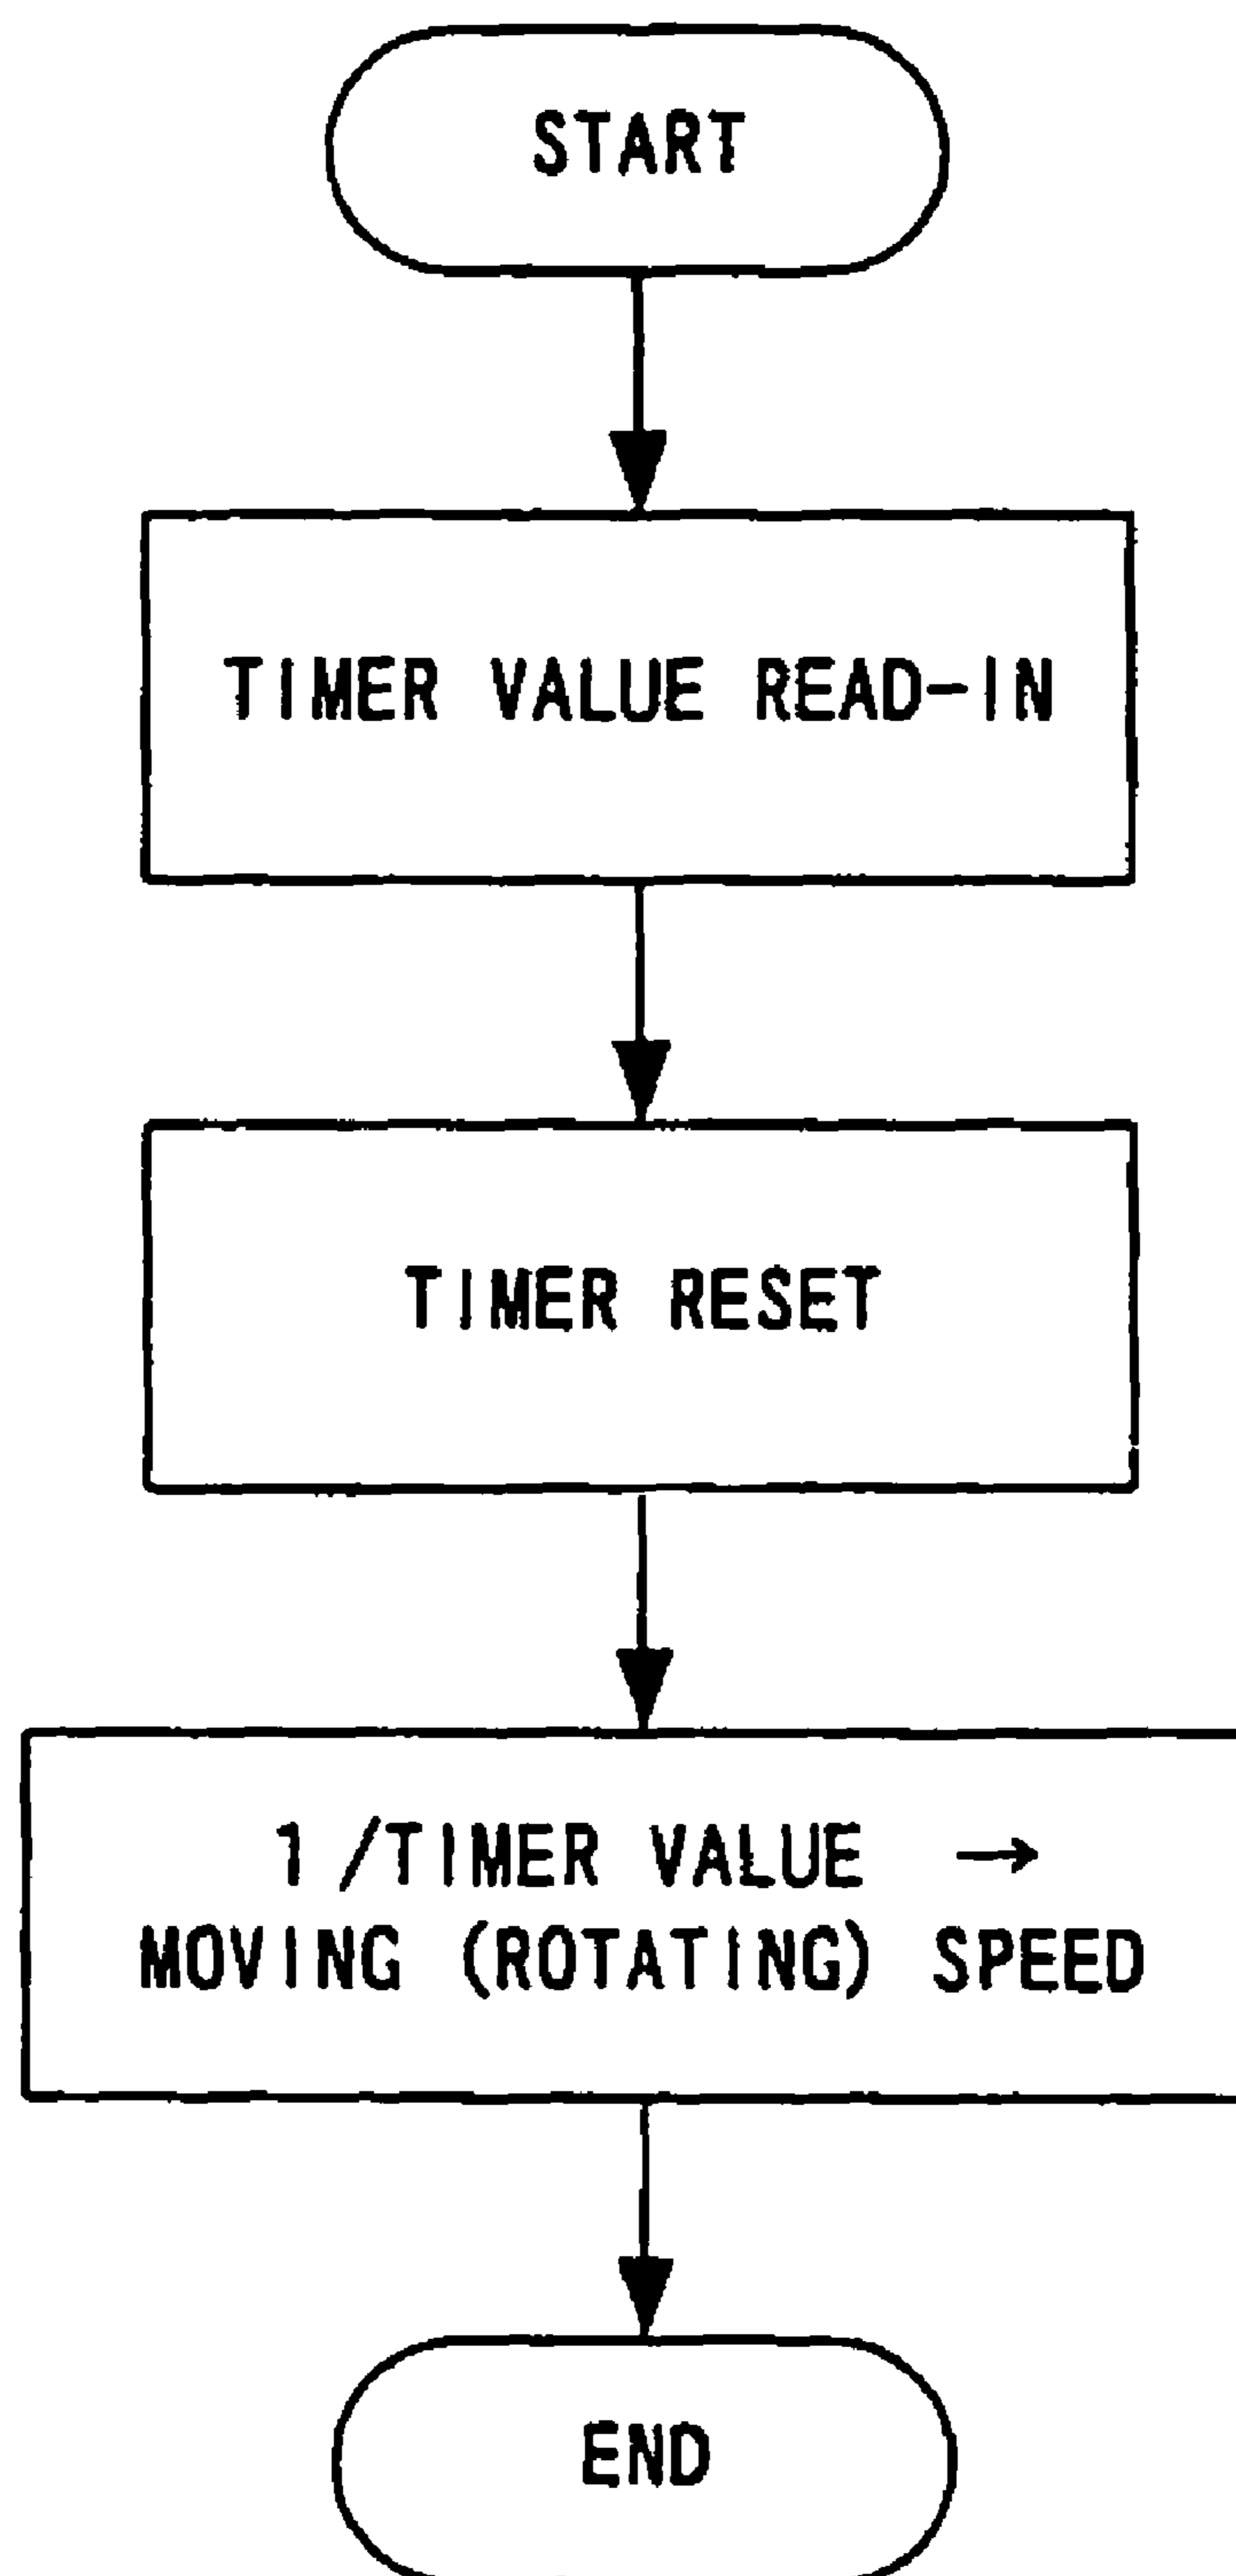 START
TIMER VALUE READ-IN
TIMER RESET
1/TIMER VALUE →
MOVING (ROTATING) SPEED
END